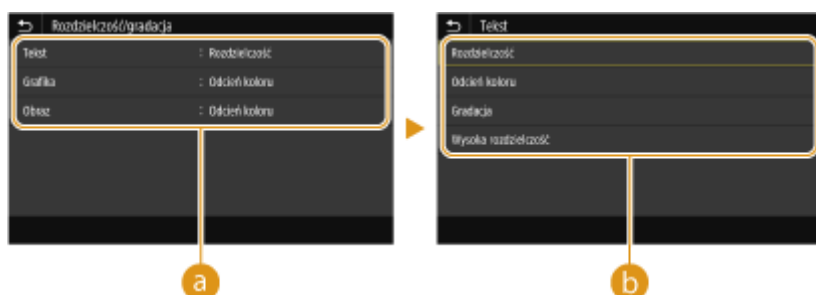 Rozdzielczość/gradacja
Tekst : Rozdzielczość
Grafika : Odcień koloru
Obraz : Odcień koloru
a
Tekst
Rozdzielczość
Odcień koloru
Gradacja
Wysoka rozdzielczość
b